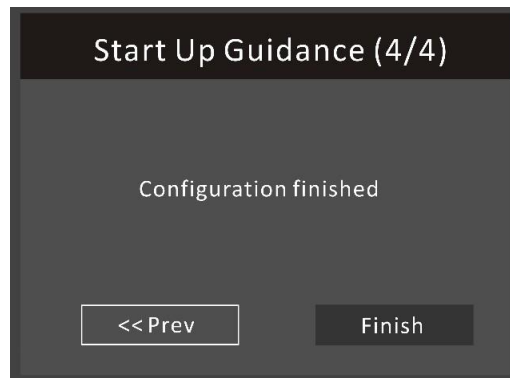 Start Up Guidance (4/4)
Configuration finished
<< Prev
Finish